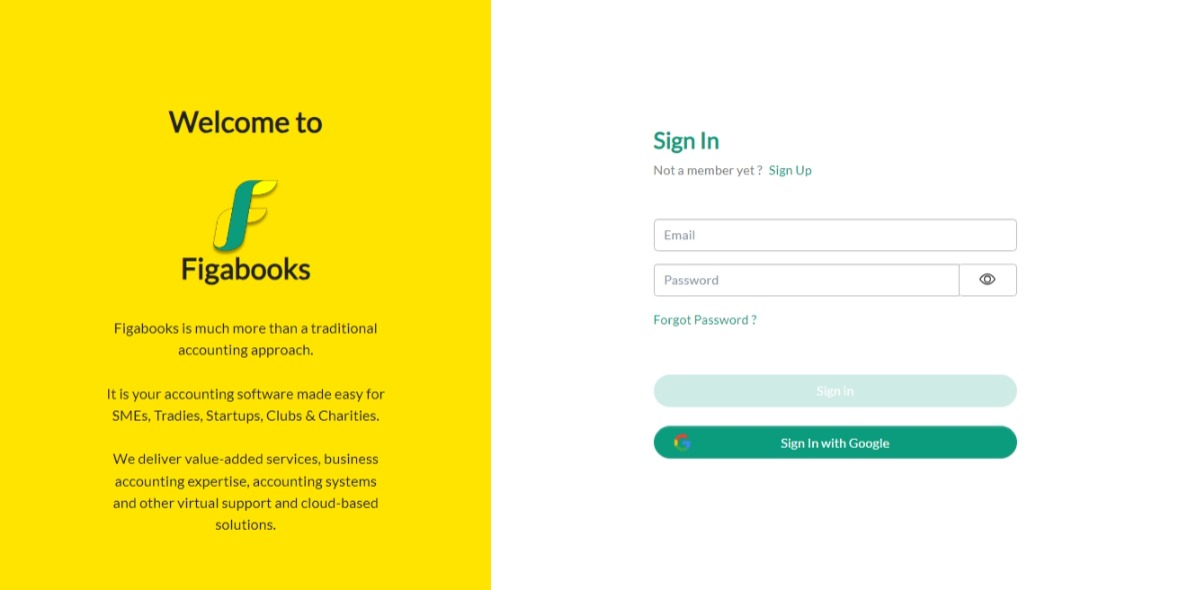 Welcome to
Figabooks
Figabooks is much more than a traditional
accounting approach.
It is your accounting software made easy for
SMEs, Tradies, Startups, Clubs & Charities.
We deliver value-added services, business
accounting expertise, accounting systems
and other virtual support and cloud-based
solutions.
Sign In
Not a member yet ? Sign Up
Email
Password
Forgot Password ?
Sign in
Sign In with Google